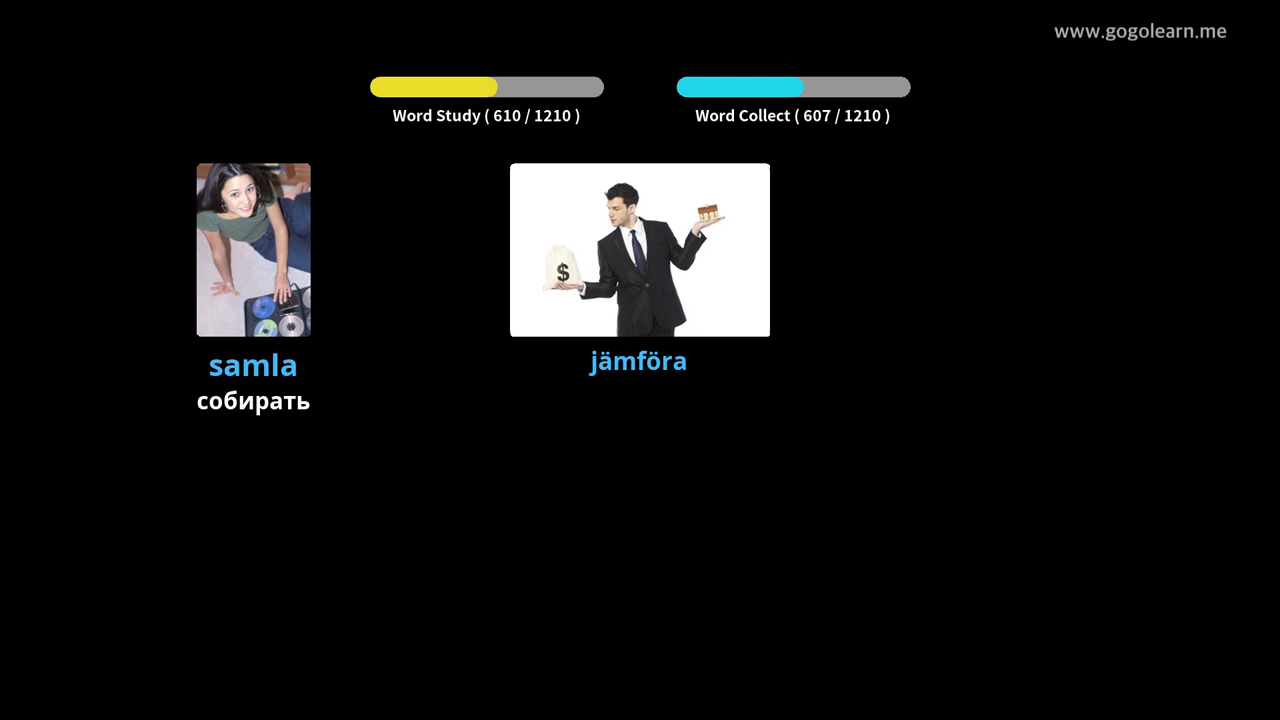 www.gogolearn.me
Word Study ( 610 / 1210 )
Word Collect ( 607 / 1210 )
$
samla
собирать
jämföra